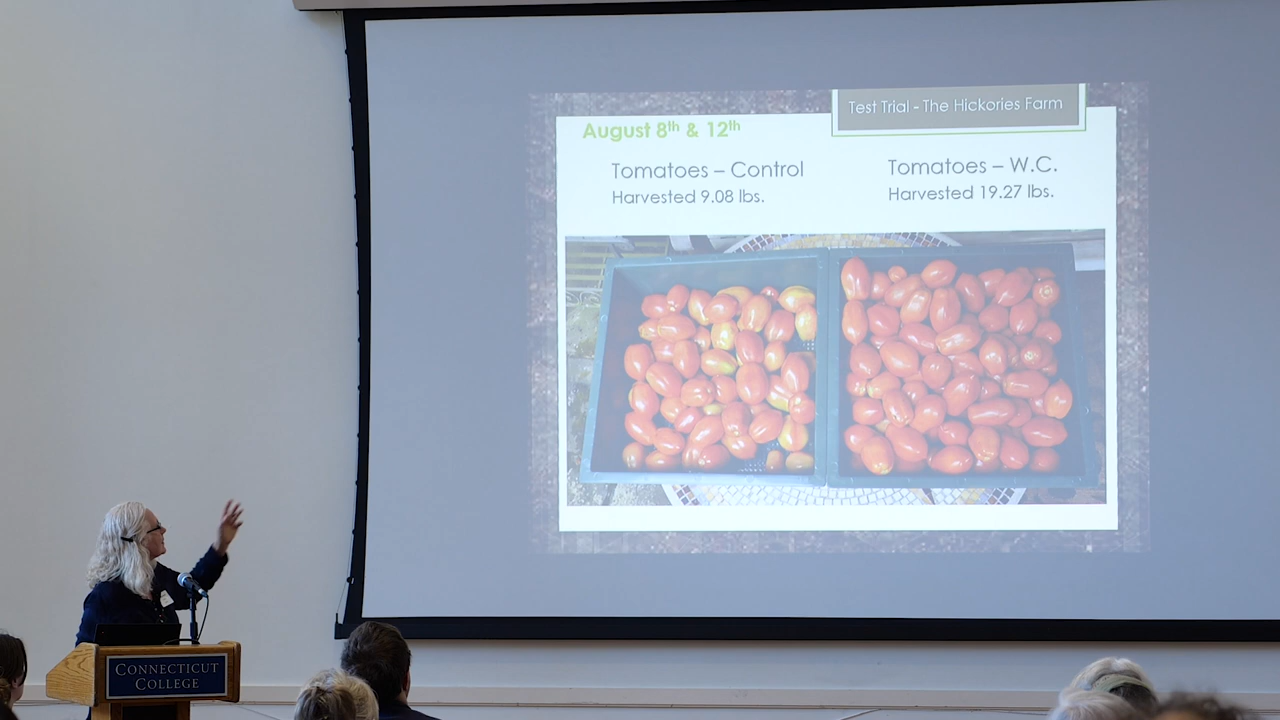 Test Trial - The Hickories Farm
August 8th & 12th
Tomatoes – Control
Harvested 9.08 lbs.
Tomatoes – W.C.
Harvested 19.27 lbs.
CONNECTICUT
COLLEGE